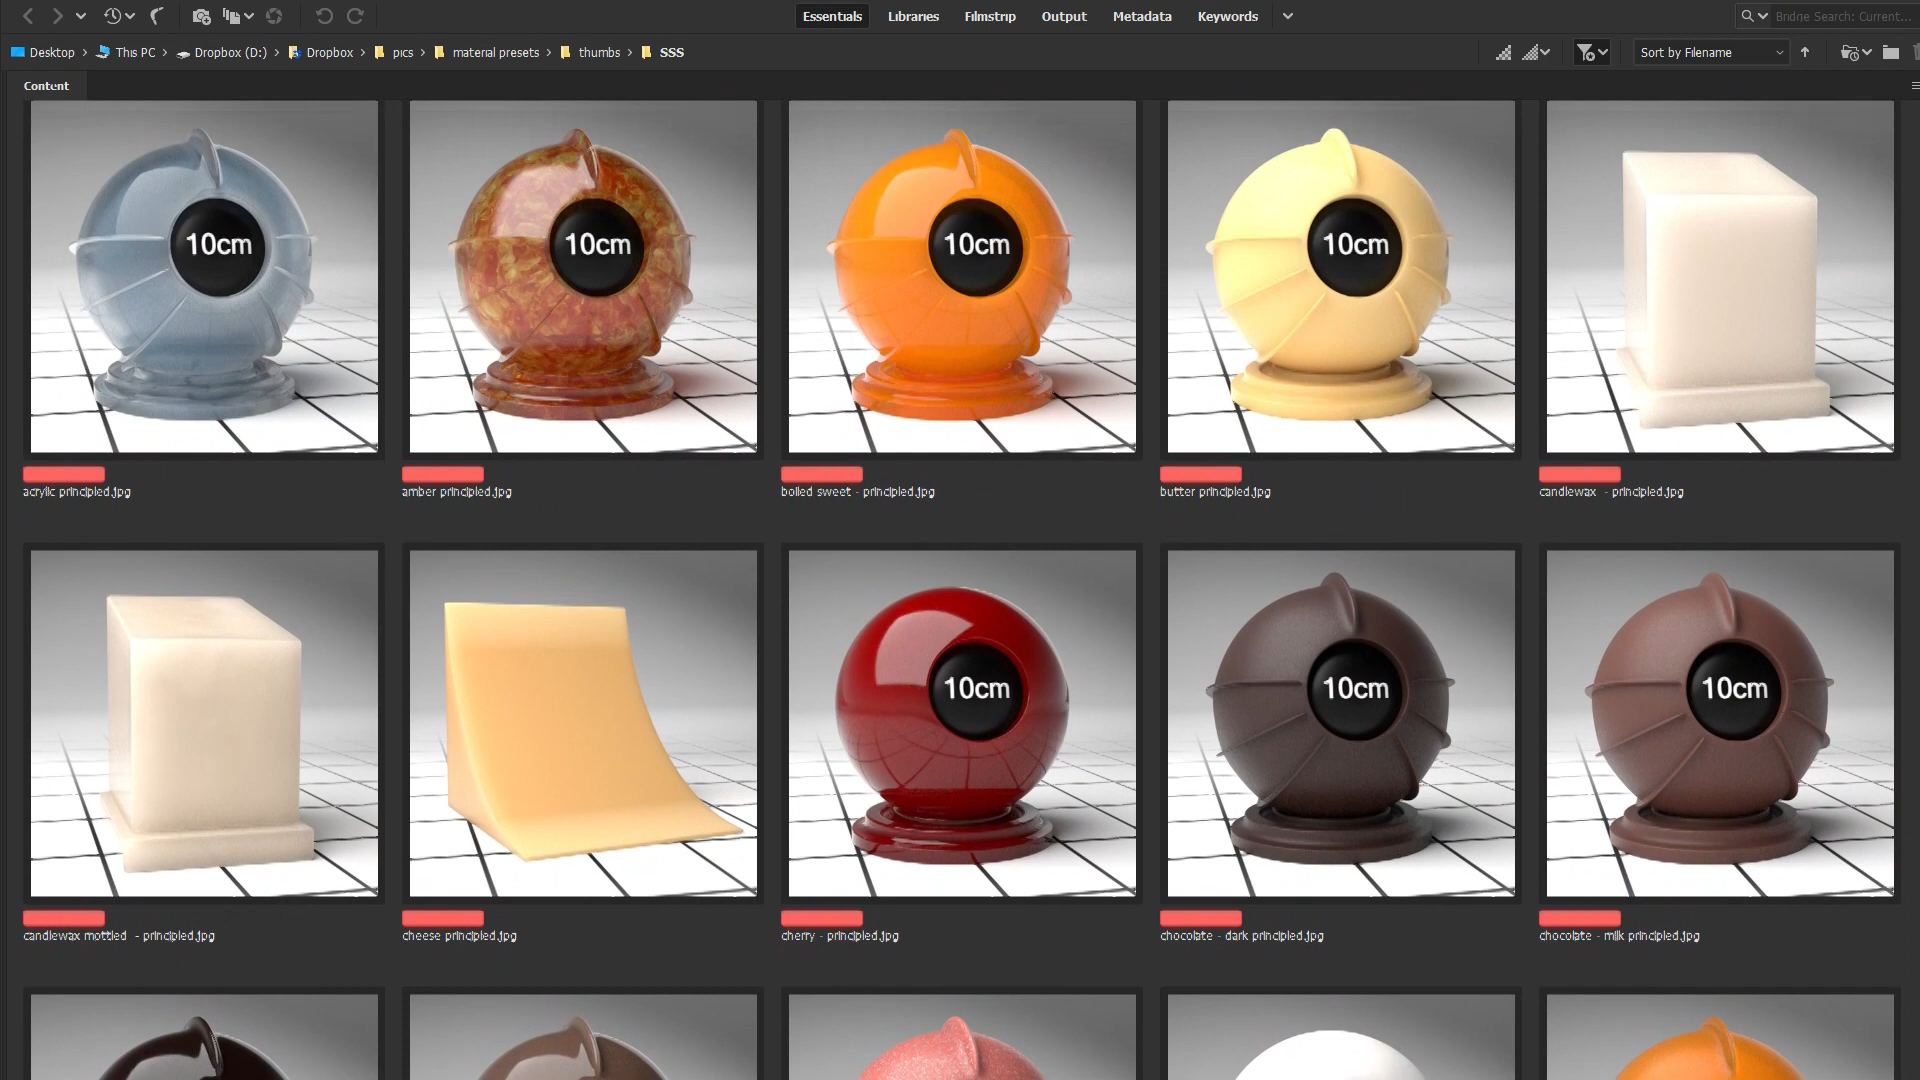 Essentials Libraries Filmstrip Output Metadata Keywords Bridge Search: Current...
Desktop > This PC > Dropbox (D:) > Dropbox > pics > material presets > thumbs > SSS Sort by Filename
Content
10cm 10cm 10cm 10cm
acrylic principled.jpg amber principled.jpg boiled sweet - principled.jpg butter principled.jpg candlewax  - principled.jpg
10cm 10cm 10cm
candlewax mottled  - principled.jpg cheese principled.jpg cherry - principled.jpg chocolate - dark principled.jpg chocolate - milk principled.jpg